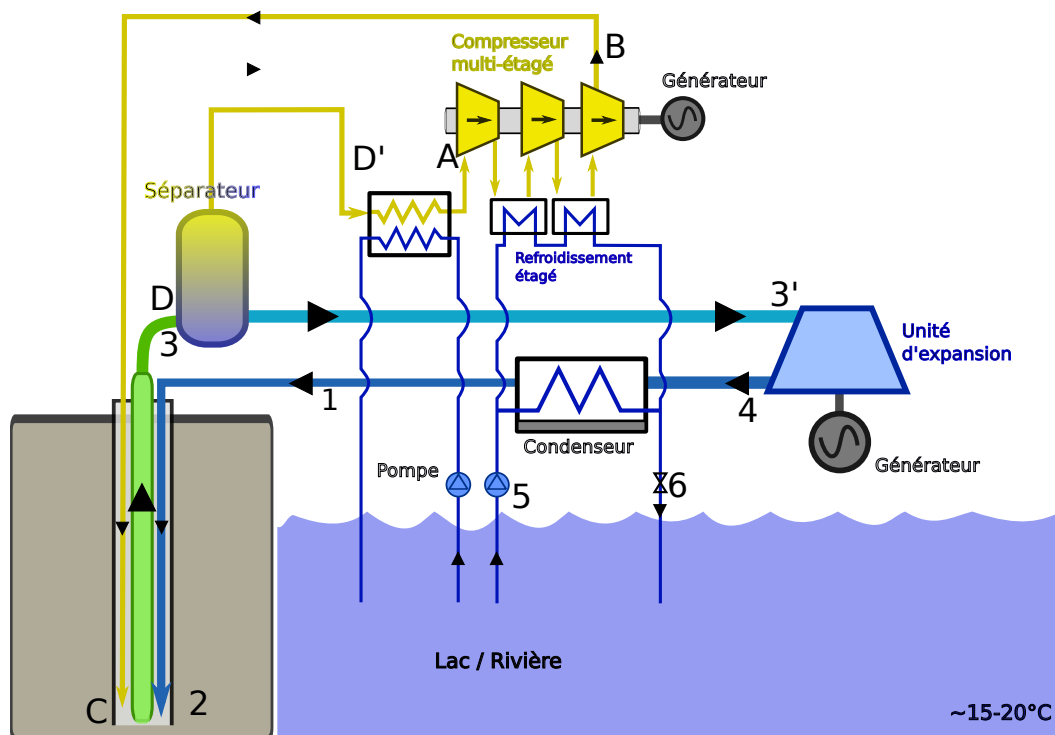 B
Compresseur
multi-étagé
Générateur
D'
A
Séparateur
Refroidissement
étagé
D
3
3'
Unité
d'expansion
1
4
Condenseur
Générateur
Pompe
5
6
Lac / Rivière
C
2
~15-20°C